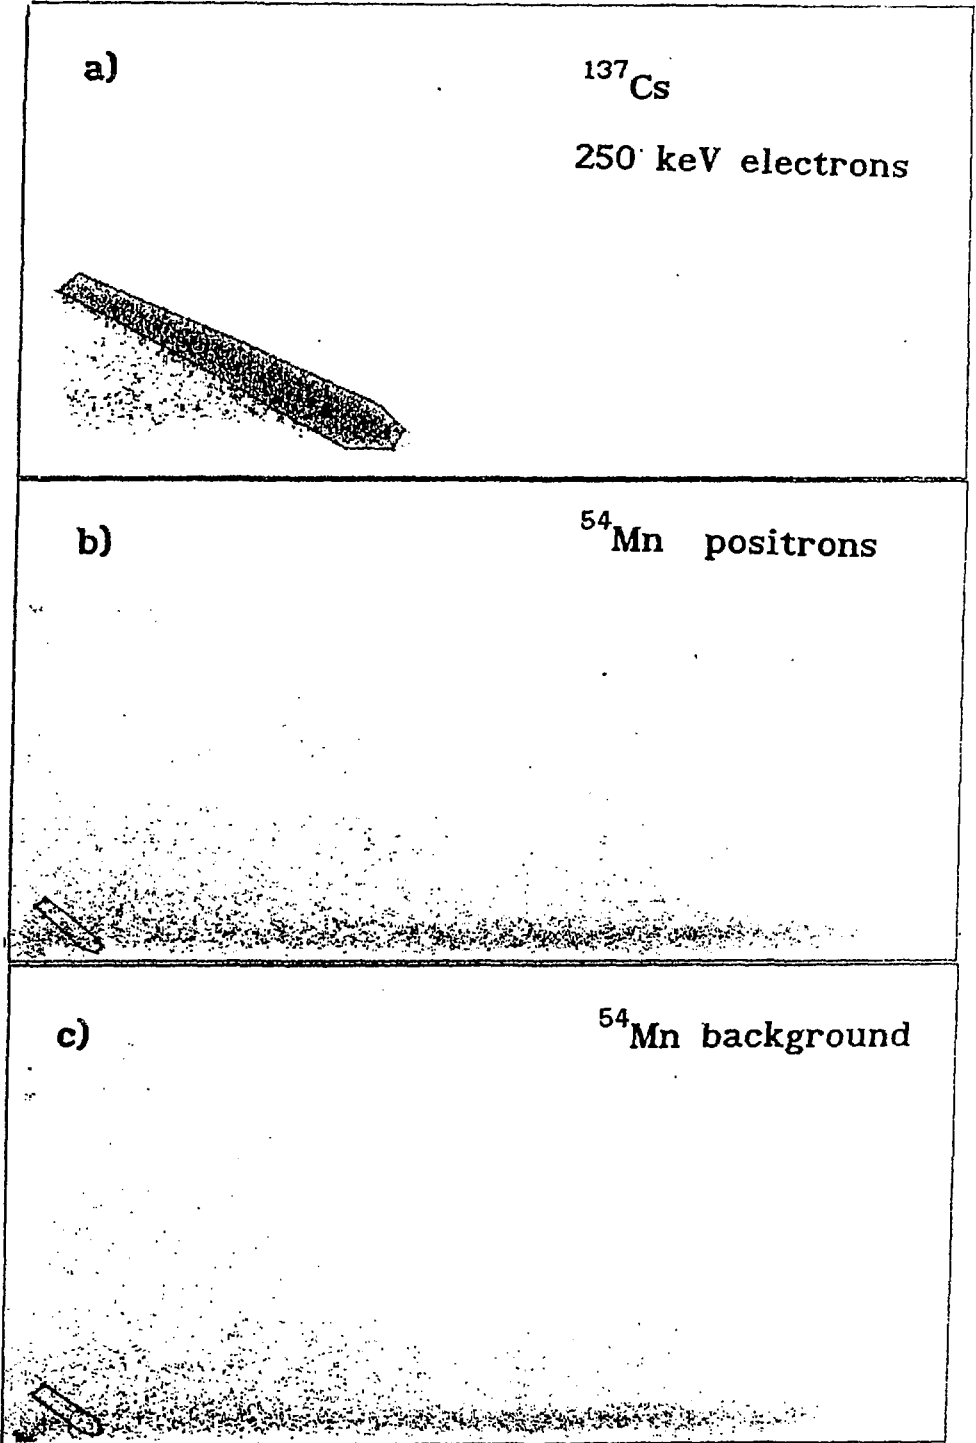 a)
¹³⁷Cs
250 keV electrons
b)
⁵⁴Mn positrons
c)
⁵⁴Mn background